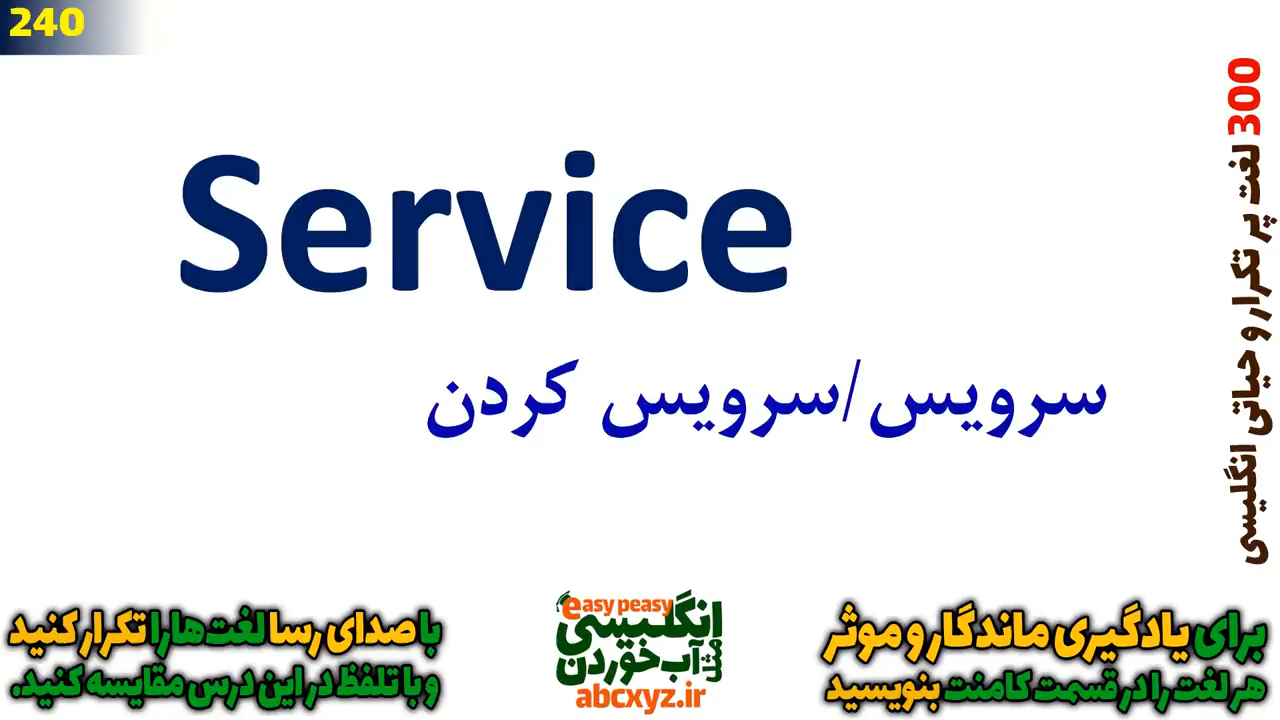 240
Service
سرویس/سرویس کردن
300 لغت پر تکرار و حیاتی انگلیسی
برای یادگیری ماندگار و موثر
هر لغت را در قسمت کامنت بنویسید
easy peasy
انگلیسی
مثل آب خوردن
abcxyz.ir
با صدای رسا لغت‌ها را تکرار کنید
و با تلفظ در این درس مقایسه کنید.